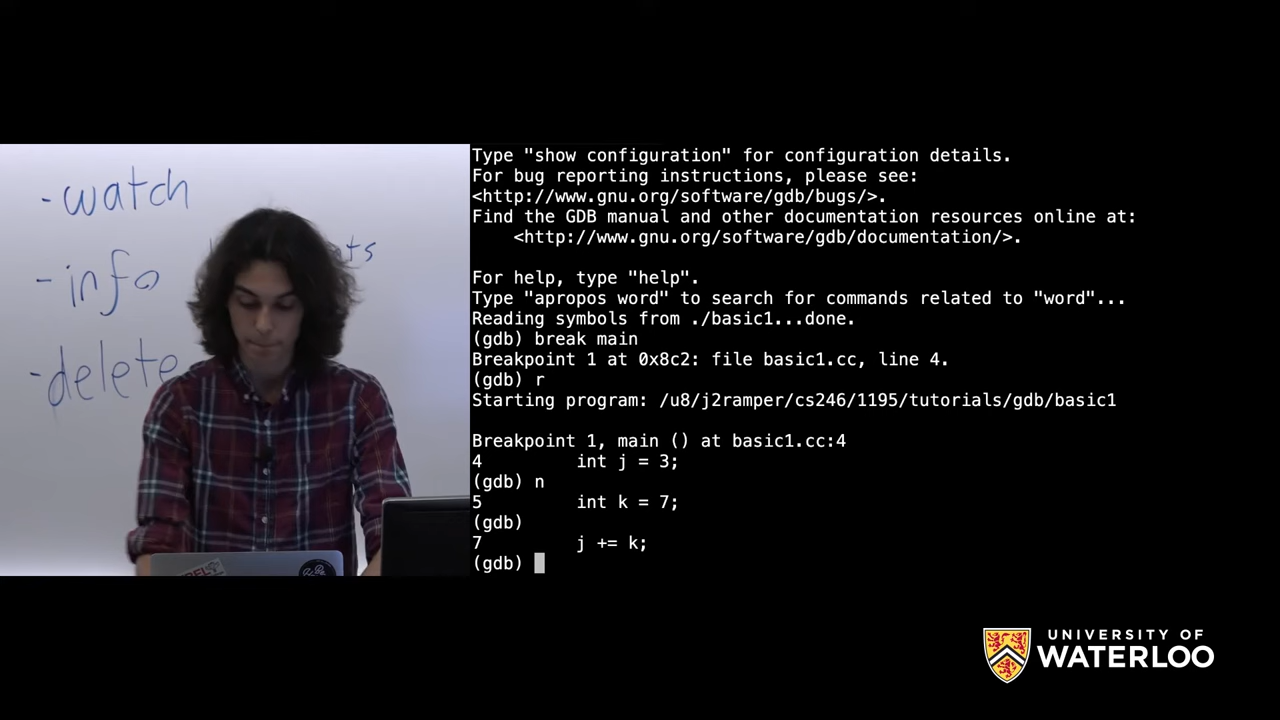 -watch
-info
-delete
Type "show configuration" for configuration details.
For bug reporting instructions, please see:
<http://www.gnu.org/software/gdb/bugs/>.
Find the GDB manual and other documentation resources online at:
<http://www.gnu.org/software/gdb/documentation/>.
For help, type "help".
Type "apropos word" to search for commands related to "word"...
Reading symbols from ./basic1...done.
(gdb) break main
Breakpoint 1 at 0x8c2: file basic1.cc, line 4.
(gdb) r
Starting program: /u8/j2ramper/cs246/1195/tutorials/gdb/basic1
Breakpoint 1, main () at basic1.cc:4
4 int j = 3;
(gdb) n
5 int k = 7;
(gdb)
7 j += k;
(gdb)
UNIVERSITY OF
WATERLOO